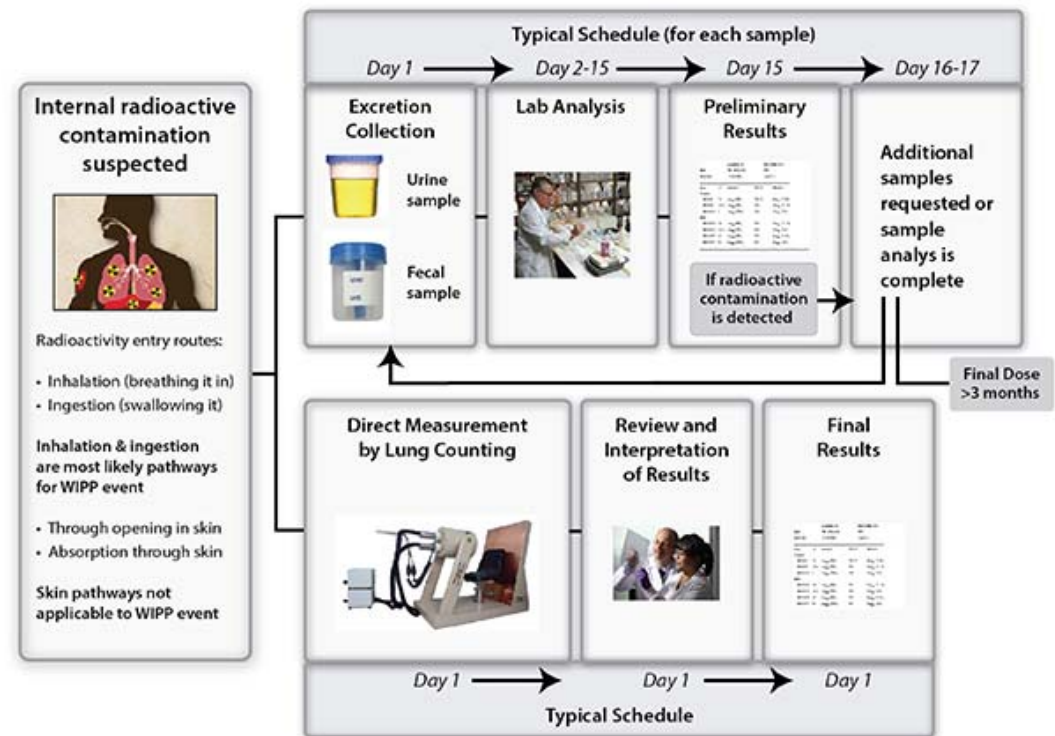 Typical Schedule (for each sample)
Day 1
Day 2-15
Day 15
Day 16-17
Internal radioactive
contamination
suspected
Radioactivity entry routes:
• Inhalation (breathing it in)
• Ingestion (swallowing it)
Inhalation & ingestion
are most likely pathways
for WIPP event
• Through opening in skin
• Absorption through skin
Skin pathways not
applicable to WIPP event
Excretion
Collection
Urine
sample
Fecal
sample
Lab Analysis
Preliminary
Results
If radioactive
contamination
is detected
Additional
samples
requested or
sample
analys is
complete
Final Dose
>3 months
Direct Measurement
by Lung Counting
Review and
Interpretation
of Results
Final
Results
Day 1
Day 1
Day 1
Typical Schedule